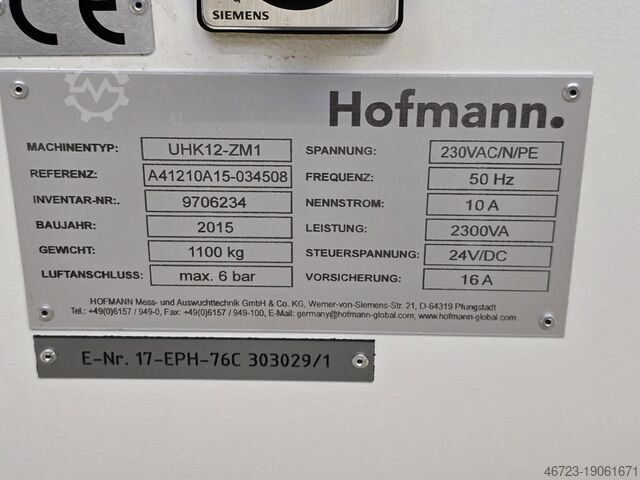 CE
SIEMENS
Hofmann.
MACHINENTYP: UHK12-ZM1 SPANNUNG: 230VAC/N/PE
REFERENZ: A41210A15-034508 FREQUENZ: 50 Hz
INVENTAR-NR:. 9706234 NENNSTROM: 10 A
BAUJAHR: 2015 LEISTUNG: 2300VA
GEWICHT: 1100 kg STEUERSPANNUNG: 24V/DC
LUFTANSCHLUSS: max. 6 bar VORSICHERUNG: 16 A
HOFMANN Mess- und Auswuchttechnik GmbH & Co. KG, Werner-von-Siemens-Str. 21, D-64319 Pfungstadt
Tel.: +49(0)6157 / 949-0, Fax: +49(0)6157 / 949-100, E-Mail: germany@hofmann-global.com, www.hofmann-global.com
E-Nr. 17-EPH-76C 303029/1
46723-19061671